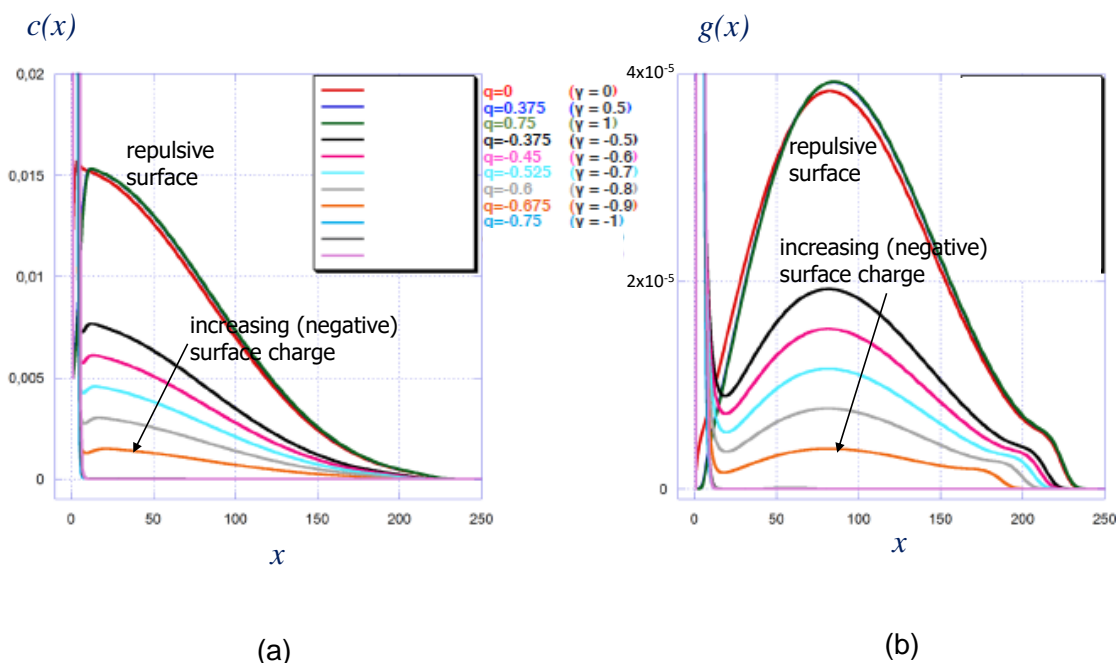 c(x)
0,02
0,015
0,01
0,005
0
0 50 100 150 200 250
x
repulsive
surface
increasing (negative)
surface charge
q=0 (γ = 0)
q=0.375 (γ = 0.5)
q=0.75 (γ = 1)
q=-0.375 (γ = -0.5)
q=-0.45 (γ = -0.6)
q=-0.525 (γ = -0.7)
q=-0.6 (γ = -0.8)
q=-0.675 (γ = -0.9)
q=-0.75 (γ = -1)
(a)
g(x)
4x10⁻⁵
2x10⁻⁵
0
0 50 100 150 200 250
x
repulsive
surface
increasing (negative)
surface charge
(b)